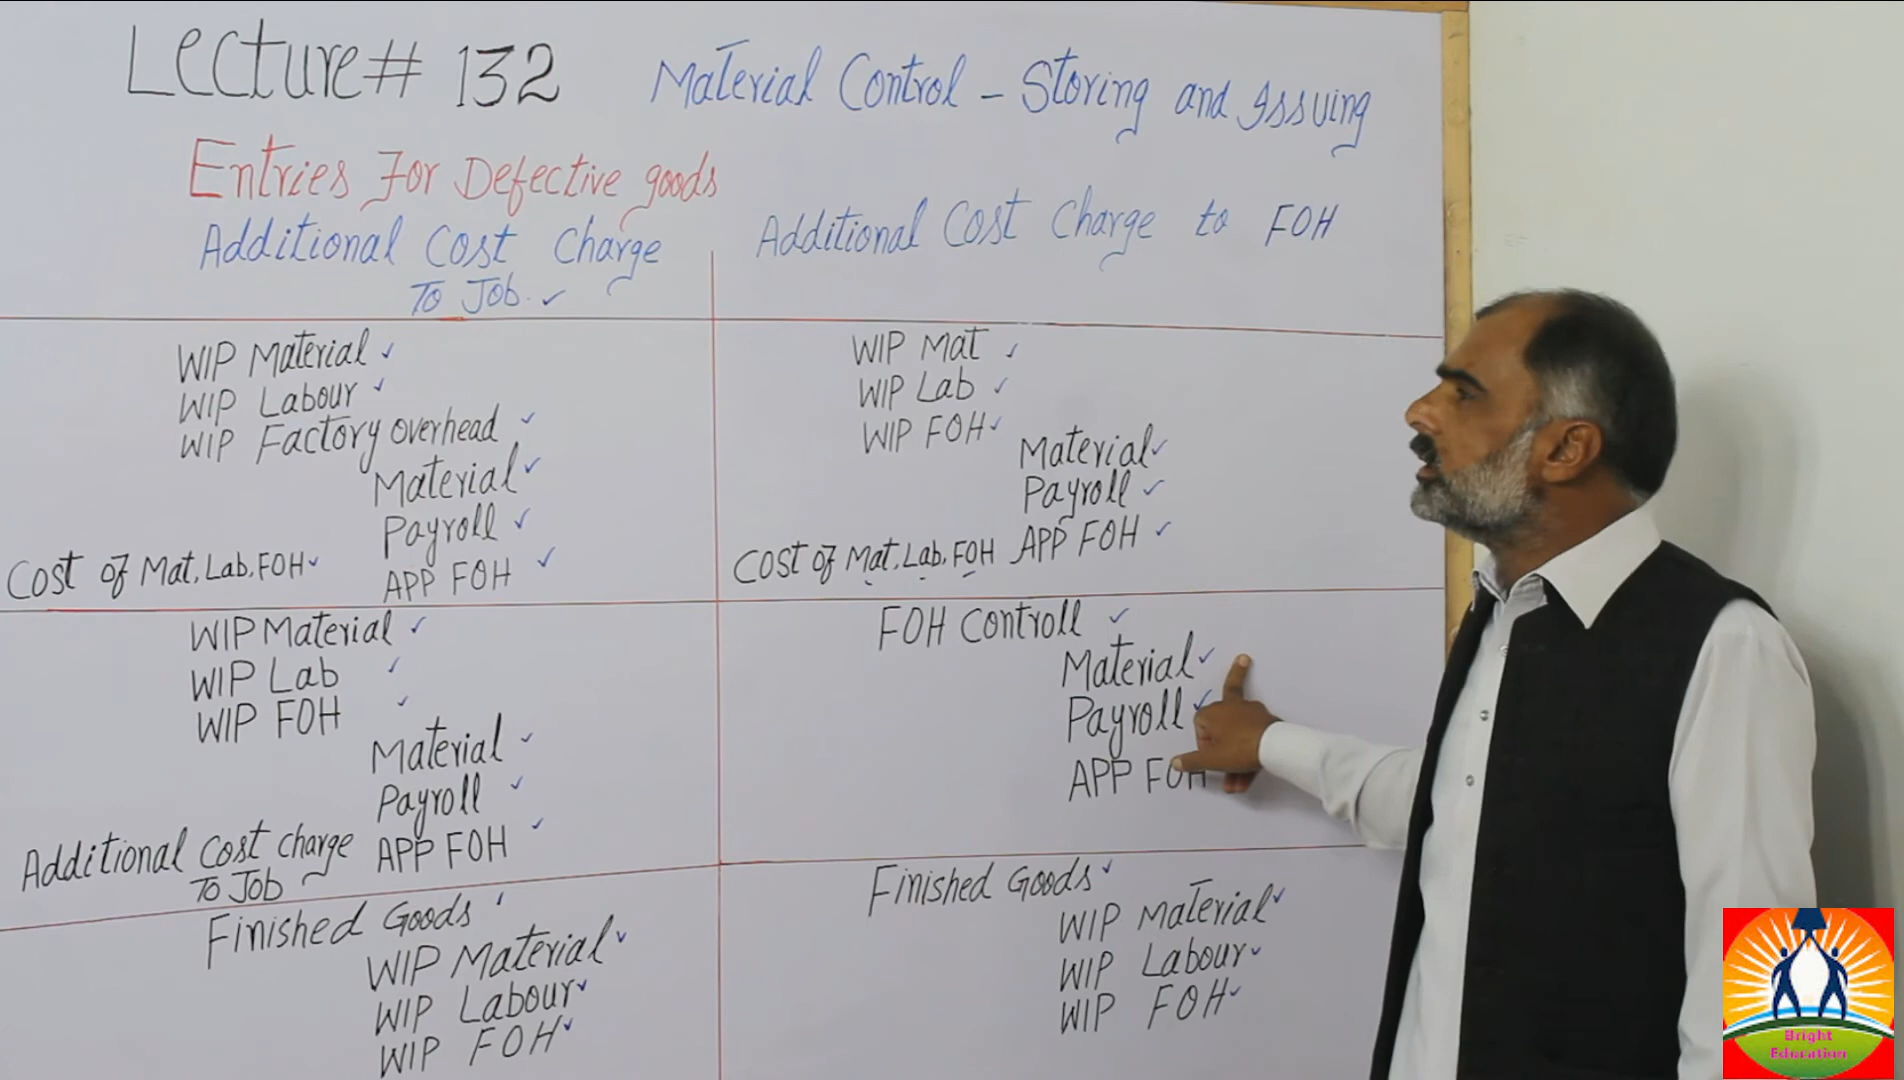 Lecture# 132 Material Control - Storing and Issuing
Entries For Defective goods
Additional Cost Charge
To Job.
WIP Material
WIP Labour
WIP Factory overhead
Material
Payroll
Cost of Mat, Lab, FOH APP FOH
WIP Material
WIP Lab
WIP FOH
Material
Payroll
Additional Cost charge APP FOH
To Job
Finished Goods
WIP Material
WIP Labour
WIP FOH
Additional Cost Charge to FOH
WIP Mat
WIP Lab
WIP FOH
Material
Payroll
Cost of Mat, Lab, FOH APP FOH
FOH Controll
Material
Payroll
APP FOH
Finished Goods
WIP Material
WIP Labour
WIP FOH
Bright
Education